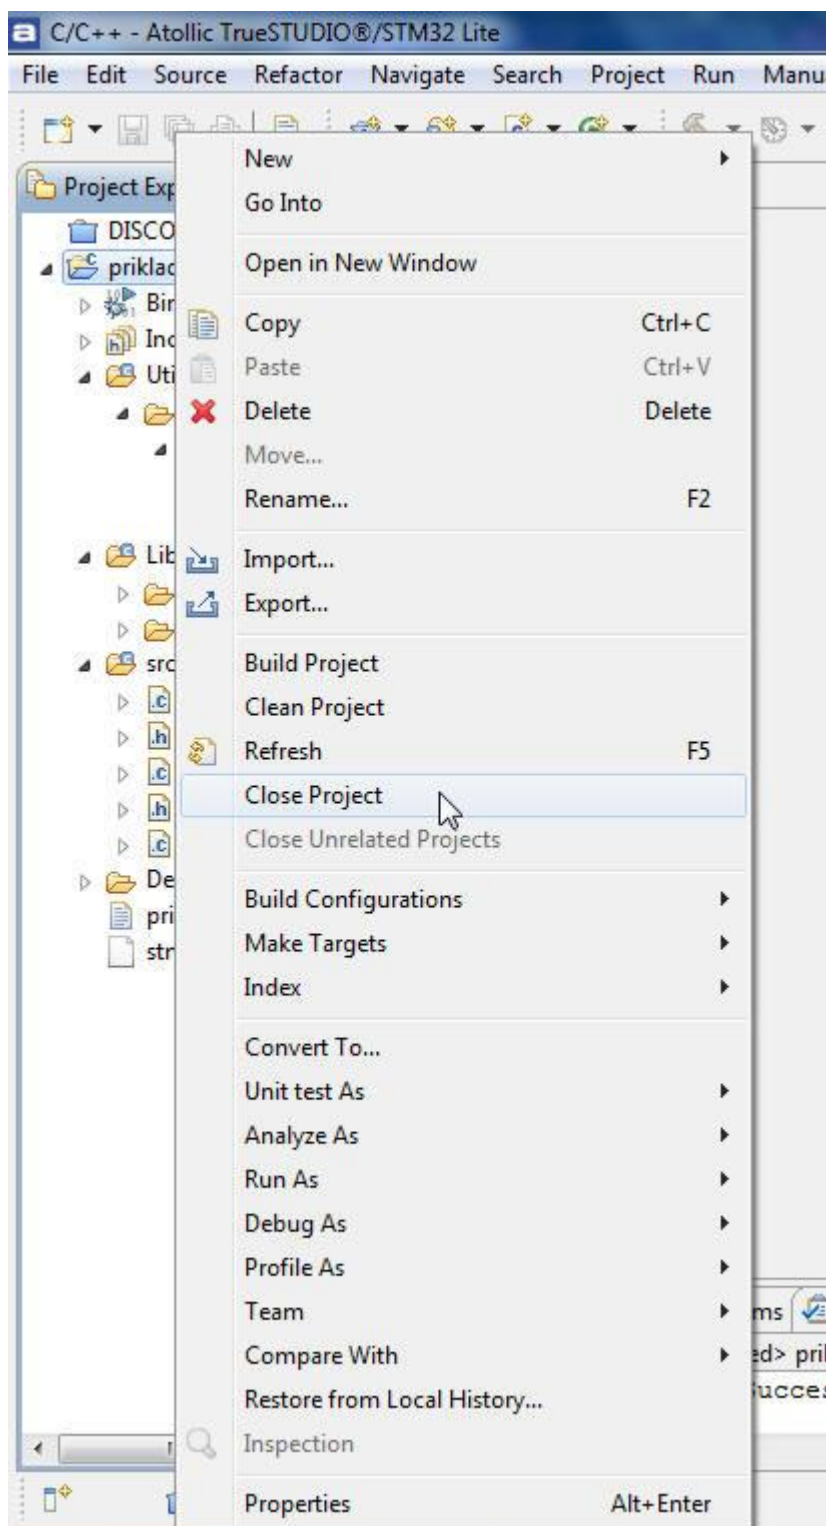 C/C++ - Atollic TrueSTUDIO®/STM32 Lite
File Edit Source Refactor Navigate Search Project Run Manu
Project Exp
DISCO
priklad
Bin
Inc
Uti
Lib
src
.c
.h
.c
.h
.c
De
pri
str
New
Go Into
Open in New Window
Copy Ctrl+C
Paste Ctrl+V
Delete Delete
Move...
Rename... F2
Import...
Export...
Build Project
Clean Project
Refresh F5
Close Project
Close Unrelated Projects
Build Configurations
Make Targets
Index
Convert To...
Unit test As
Analyze As
Run As
Debug As
Profile As
Team
Compare With
Restore from Local History...
Inspection
Properties Alt+Enter
ms
ed> pril
ucces